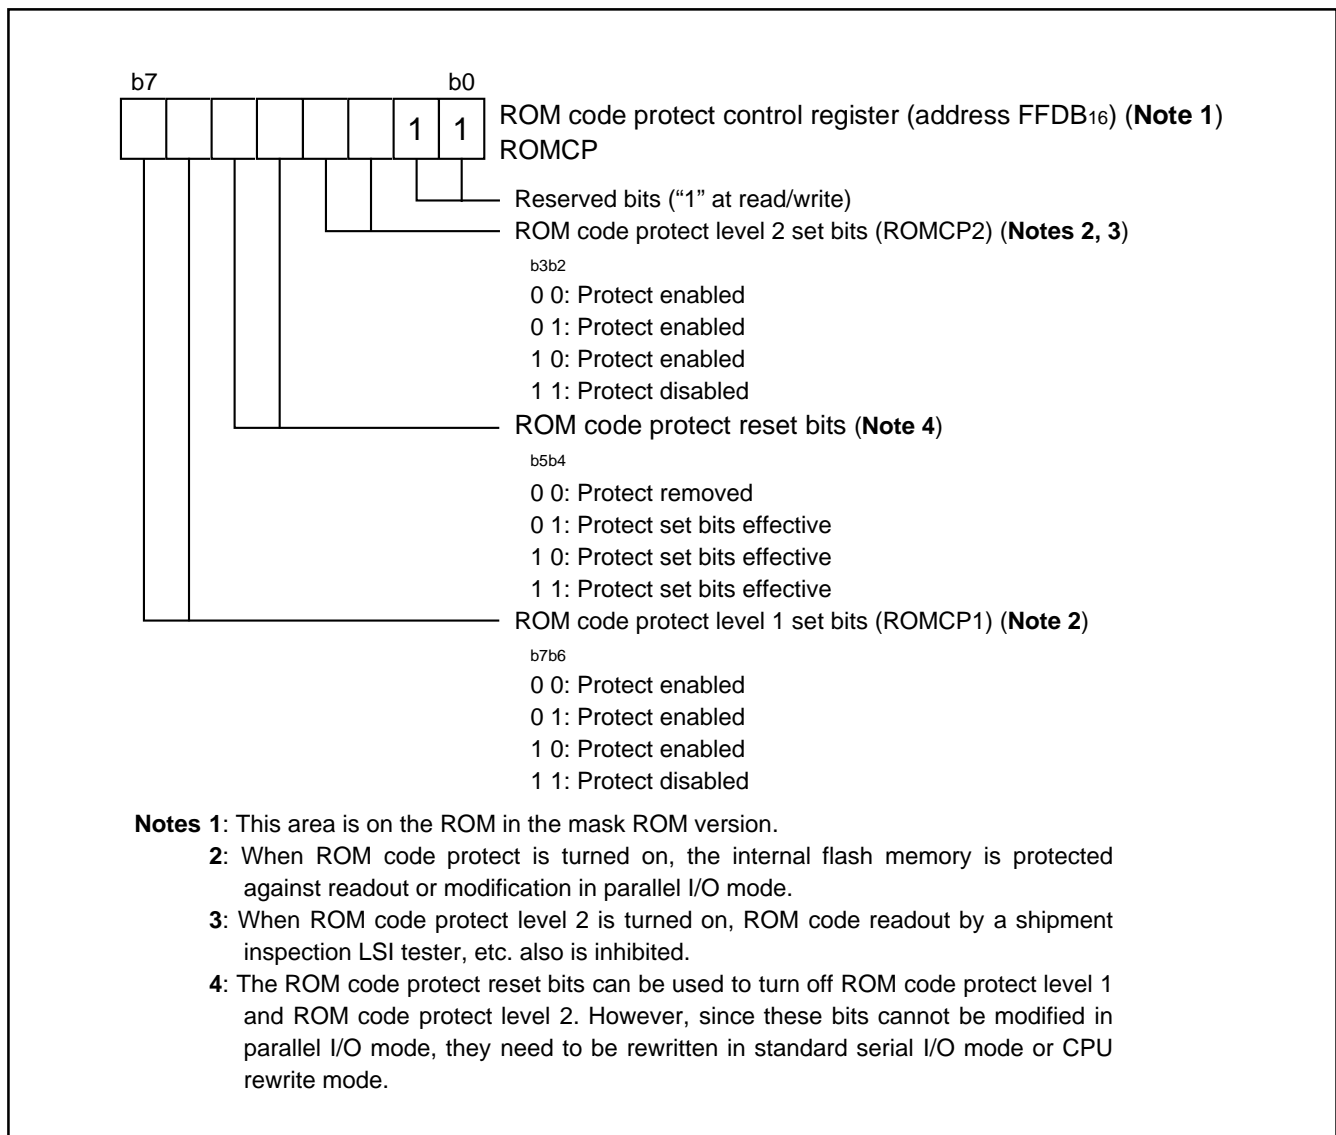 b7 b0
1 1
ROM code protect control register (address FFDB16) (Note 1)
ROMCP
Reserved bits (“1” at read/write)
ROM code protect level 2 set bits (ROMCP2) (Notes 2, 3)
b3b2
0 0: Protect enabled
0 1: Protect enabled
1 0: Protect enabled
1 1: Protect disabled
ROM code protect reset bits (Note 4)
b5b4
0 0: Protect removed
0 1: Protect set bits effective
1 0: Protect set bits effective
1 1: Protect set bits effective
ROM code protect level 1 set bits (ROMCP1) (Note 2)
b7b6
0 0: Protect enabled
0 1: Protect enabled
1 0: Protect enabled
1 1: Protect disabled
Notes 1: This area is on the ROM in the mask ROM version.
2: When ROM code protect is turned on, the internal flash memory is protected
against readout or modification in parallel I/O mode.
3: When ROM code protect level 2 is turned on, ROM code readout by a shipment
inspection LSI tester, etc. also is inhibited.
4: The ROM code protect reset bits can be used to turn off ROM code protect level 1
and ROM code protect level 2. However, since these bits cannot be modified in
parallel I/O mode, they need to be rewritten in standard serial I/O mode or CPU
rewrite mode.